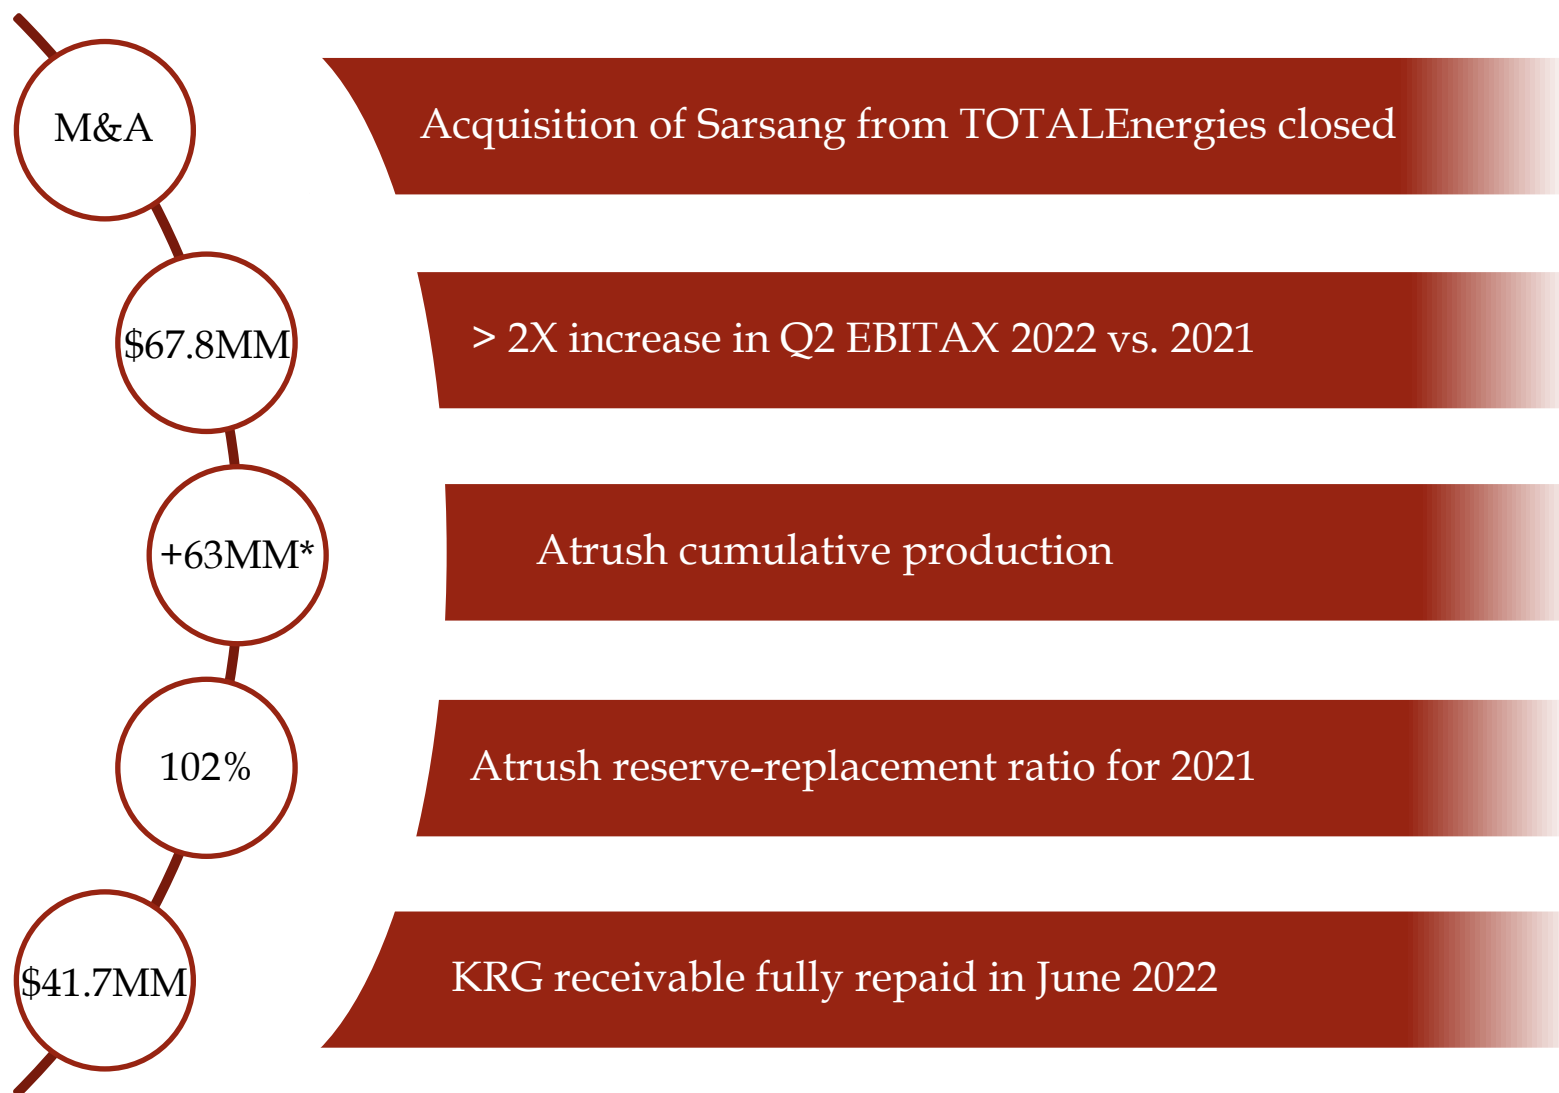 M&A
Acquisition of Sarsang from TOTALEnergies closed
$67.8MM
> 2X increase in Q2 EBITAX 2022 vs. 2021
+63MM*
Atrush cumulative production
102%
Atrush reserve-replacement ratio for 2021
$41.7MM
KRG receivable fully repaid in June 2022